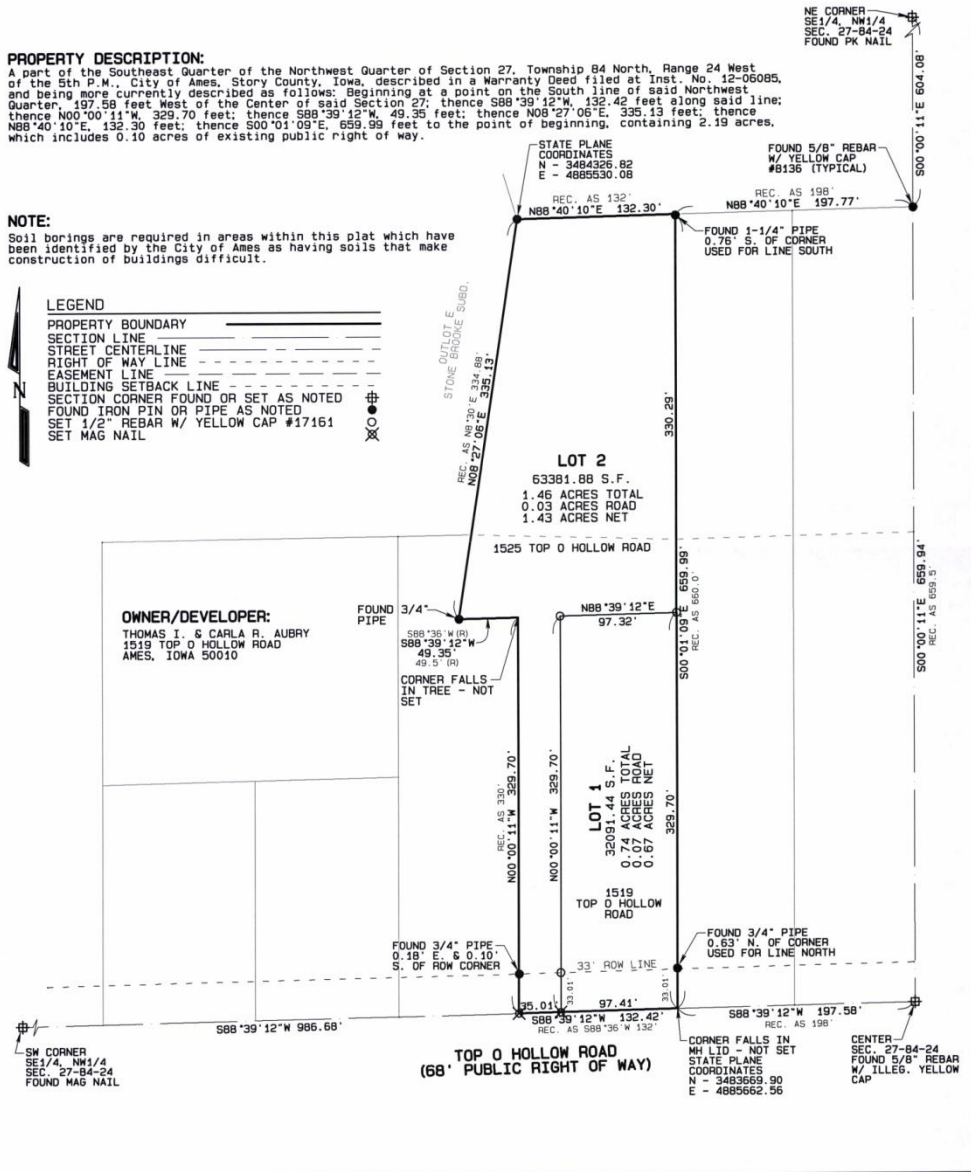 NE CORNER
SE1/4, NW1/4
SEC. 27-84-24
FOUND PK NAIL
S00°00'11"E 604.08'
PROPERTY DESCRIPTION:
A part of the Southeast Quarter of the Northwest Quarter of Section 27, Township 84 North, Range 24 West
of the 5th P.M., City of Ames, Story County, Iowa, described in a Warranty Deed filed at Inst. No. 12-06085,
and being more currently described as follows: Beginning at a point on the South line of said Northwest
Quarter, 197.58 feet West of the Center of said Section 27; thence S88°39'12"W, 132.42 feet along said line;
thence N00°00'11"W, 329.70 feet; thence S88°39'12"W, 49.35 feet; thence N08°27'06"E, 335.13 feet; thence
N88°40'10"E, 132.30 feet; thence S00°01'09"E, 659.99 feet to the point of beginning, containing 2.19 acres,
which includes 0.10 acres of existing public right of way.
STATE PLANE
COORDINATES
N - 3484326.82
E - 4885530.08
FOUND 5/8" REBAR
W/ YELLOW CAP
#8136 (TYPICAL)
REC. AS 132'
N88°40'10"E 132.30'
REC. AS 198'
N88°40'10"E 197.77'
FOUND 1-1/4" PIPE
0.76' S. OF CORNER
USED FOR LINE SOUTH
NOTE:
Soil borings are required in areas within this plat which have
been identified by the City of Ames as having soils that make
construction of buildings difficult.
LEGEND
PROPERTY BOUNDARY
SECTION LINE
STREET CENTERLINE
RIGHT OF WAY LINE
EASEMENT LINE
BUILDING SETBACK LINE
SECTION CORNER FOUND OR SET AS NOTED
FOUND IRON PIN OR PIPE AS NOTED
SET 1/2" REBAR W/ YELLOW CAP #17161
SET MAG NAIL
N
OUTLOT E
STONE BROOKE SUBD.
REC. AS N8°30'E 334.88'
N08°27'06"E 335.13'
330.29'
LOT 2
63381.88 S.F.
1.46 ACRES TOTAL
0.03 ACRES ROAD
1.43 ACRES NET
1525 TOP O HOLLOW ROAD
S00°01'09"E 659.99'
REC. AS 660.0'
S00°00'11"E 659.94'
REC. AS 659.5'
OWNER/DEVELOPER:
THOMAS I. & CARLA R. AUBRY
1519 TOP O HOLLOW ROAD
AMES, IOWA 50010
FOUND 3/4"
PIPE
S88°36'W (R)
S88°39'12"W
49.35'
49.5' (R)
N88°39'12"E
97.32'
CORNER FALLS
IN TREE - NOT
SET
REC. AS 330'
N00°00'11"W 329.70'
N00°00'11"W 329.70'
LOT 1
32091.44 S.F.
0.74 ACRES TOTAL
0.07 ACRES ROAD
0.67 ACRES NET
329.70'
1519
TOP O HOLLOW
ROAD
FOUND 3/4" PIPE
0.18' E. & 0.10'
S. OF ROW CORNER
33' ROW LINE
FOUND 3/4" PIPE
0.63' N. OF CORNER
USED FOR LINE NORTH
33.01'
33.01'
35.01'
97.41'
S88°39'12"W 986.68'
S88°39'12"W 132.42'
REC. AS S88°36'W 132'
S88°39'12"W 197.58'
REC. AS 198'
SW CORNER
SE1/4, NW1/4
SEC. 27-84-24
FOUND MAG NAIL
TOP O HOLLOW ROAD
(68' PUBLIC RIGHT OF WAY)
CORNER FALLS IN
MH LID - NOT SET
STATE PLANE
COORDINATES
N - 3483669.90
E - 4885662.56
CENTER
SEC. 27-84-24
FOUND 5/8" REBAR
W/ ILLEG. YELLOW
CAP